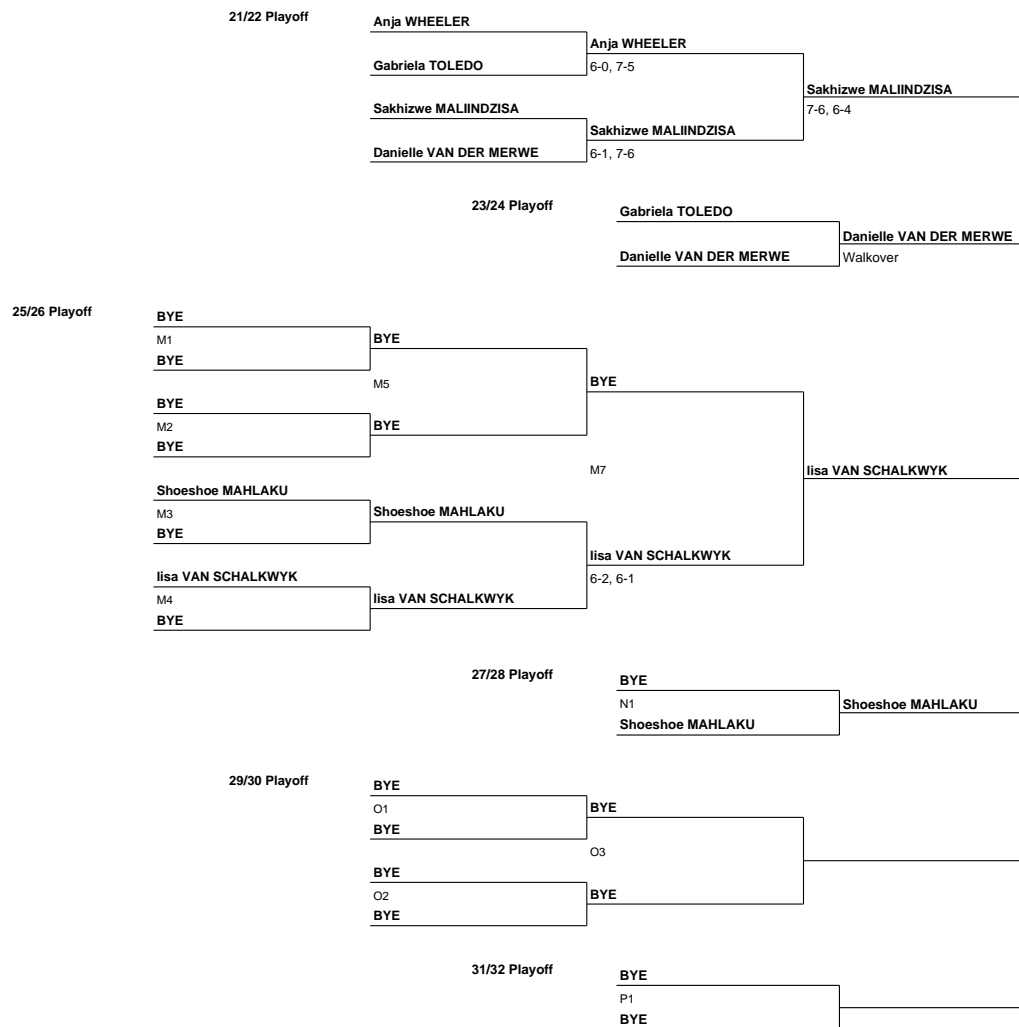 21/22 Playoff
Anja WHEELER
Anja WHEELER
Gabriela TOLEDO
6-0, 7-5
Sakhizwe MALIINDZISA
Sakhizwe MALIINDZISA
7-6, 6-4
Sakhizwe MALIINDZISA
Danielle VAN DER MERWE
6-1, 7-6
23/24 Playoff
Gabriela TOLEDO
Danielle VAN DER MERWE
Danielle VAN DER MERWE
Walkover
25/26 Playoff
BYE
M1
BYE
BYE
M5
BYE
BYE
M2
BYE
BYE
M7
lisa VAN SCHALKWYK
Shoeshoe MAHLAKU
M3
Shoeshoe MAHLAKU
BYE
lisa VAN SCHALKWYK
6-2, 6-1
lisa VAN SCHALKWYK
M4
lisa VAN SCHALKWYK
BYE
27/28 Playoff
BYE
N1
Shoeshoe MAHLAKU
Shoeshoe MAHLAKU
29/30 Playoff
BYE
O1
BYE
BYE
O3
BYE
O2
BYE
BYE
31/32 Playoff
BYE
P1
BYE